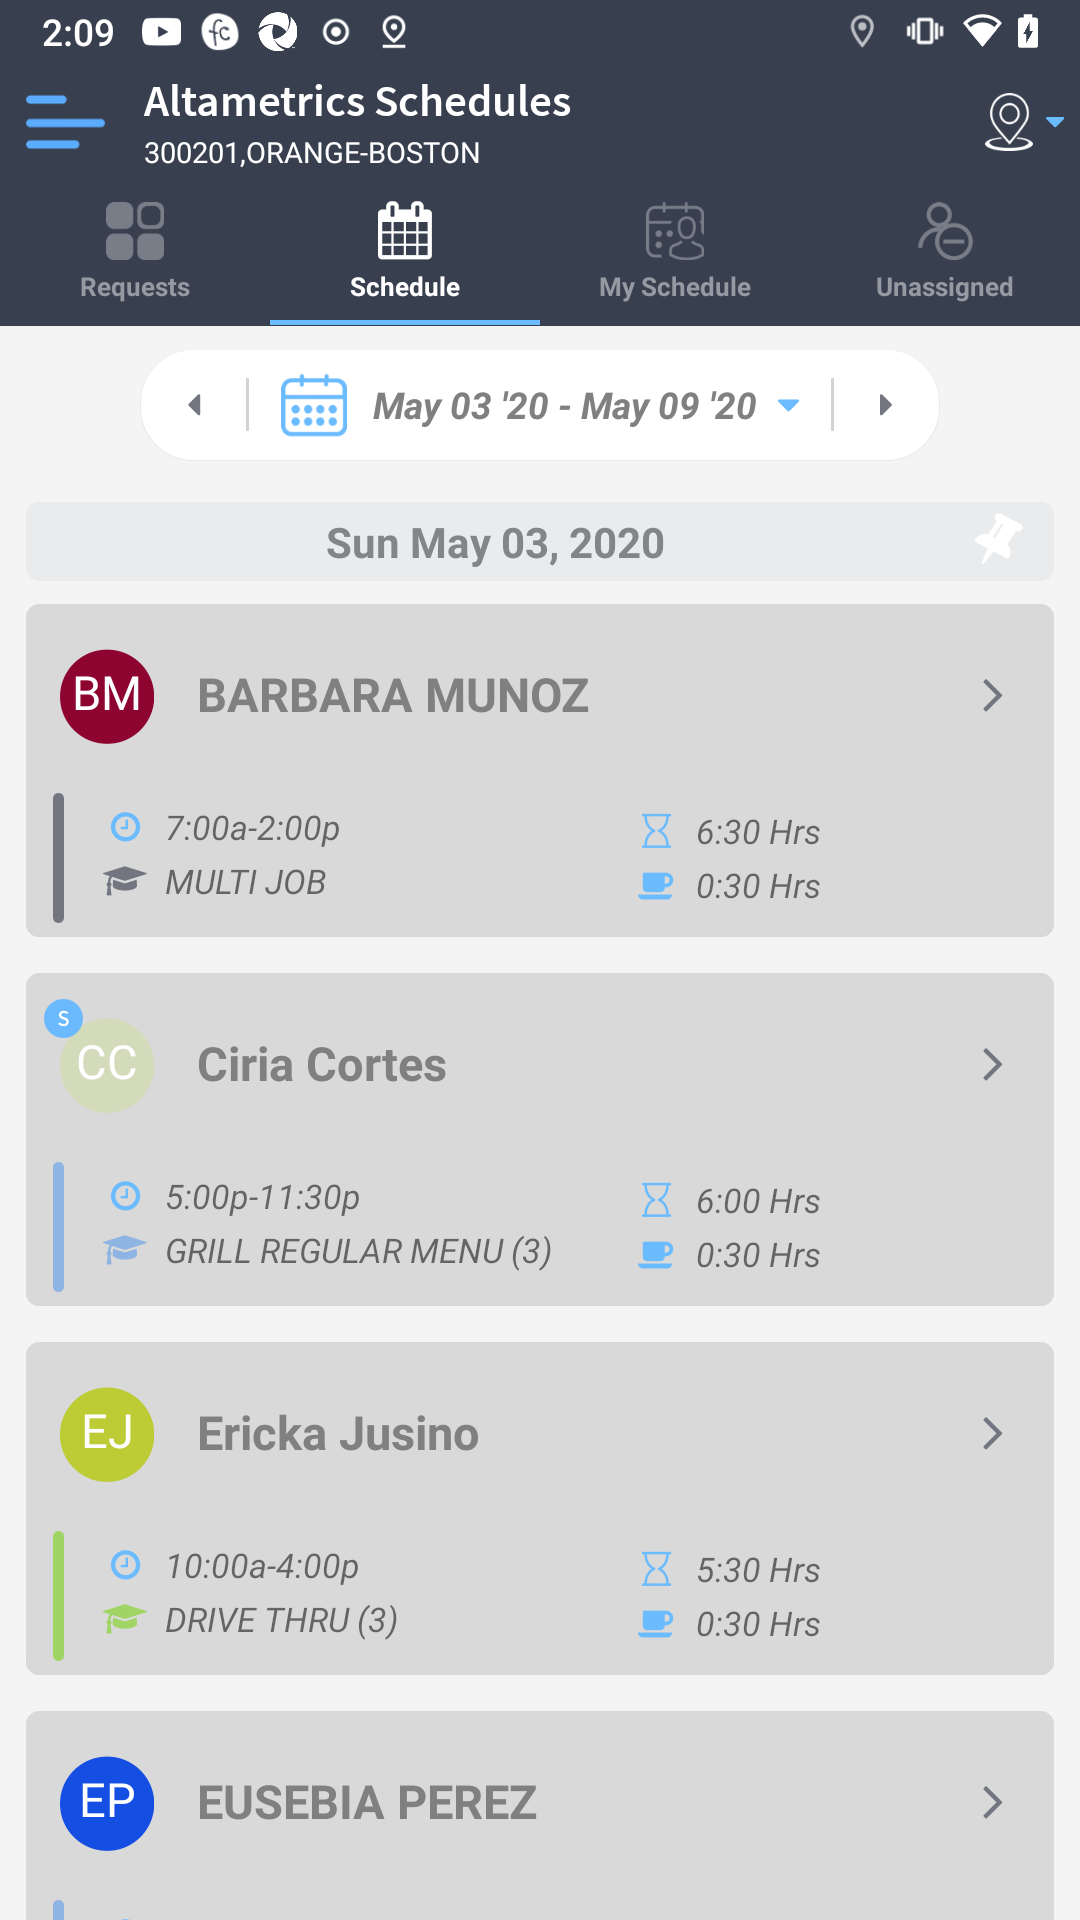 2:09
Altametrics Schedules
300201,ORANGE-BOSTON
Requests
Schedule
My Schedule
Unassigned
May 03 '20 - May 09 '20
Sun May 03, 2020
BM
BARBARA MUNOZ
7:00a-2:00p
6:30 Hrs
MULTI JOB
0:30 Hrs
S
CC
Ciria Cortes
5:00p-11:30p
6:00 Hrs
GRILL REGULAR MENU (3)
0:30 Hrs
EJ
Ericka Jusino
10:00a-4:00p
5:30 Hrs
DRIVE THRU (3)
0:30 Hrs
EP
EUSEBIA PEREZ